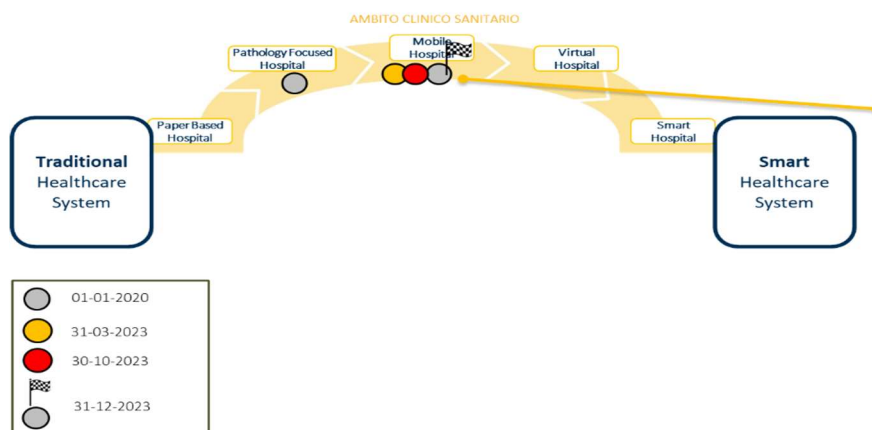 AMBITO CLINICO SANITARIO
Mobile
Hospital
Pathology Focused
Hospital
Virtual
Hospital
Paper Based
Hospital
Smart
Hospital
Traditional
Healthcare
System
Smart
Healthcare
System
01-01-2020
31-03-2023
30-10-2023
31-12-2023